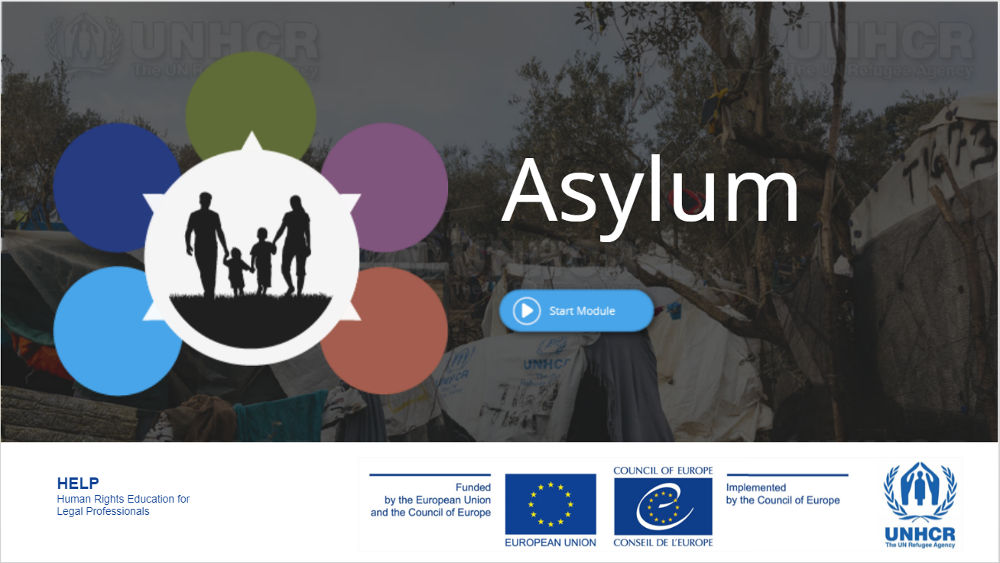 UNHCR
The UN Refugee Agency
UNHCR
The UN Refugee Agency
Asylum
Start Module
UNHCR
UNHCR
HELP
Human Rights Education for
Legal Professionals
Funded
by the European Union
and the Council of Europe
EUROPEAN UNION
COUNCIL OF EUROPE
CONSEIL DE L'EUROPE
Implemented
by the Council of Europe
UNHCR
The UN Refugee Agency